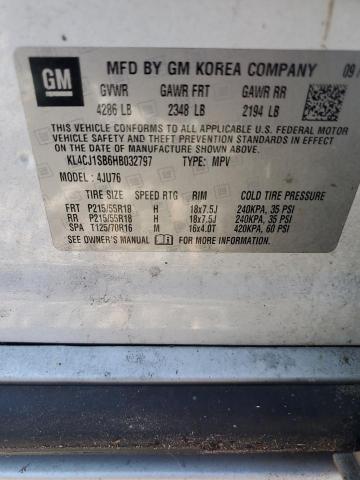 GM
MFD BY GM KOREA COMPANY 09
GVWR GAWR FRT GAWR RR
4286 LB 2348 LB 2194 LB
THIS VEHICLE CONFORMS TO ALL APPLICABLE U.S. FEDERAL MOTOR
VEHICLE SAFETY AND THEFT PREVENTION STANDARDS IN EFFECT
ON THE DATE OF MANUFACTURE SHOWN ABOVE.
KL4CJ1SB6HB032797 TYPE: MPV
MODEL: 4JU76
TIRE SIZE SPEED RTG RIM COLD TIRE PRESSURE
FRT P215/55R18 H 18x7.5J 240KPA, 35 PSI
RR P215/55R18 H 18x7.5J 240KPA, 35 PSI
SPA T125/70R16 M 16x4.0T 420KPA, 60 PSI
SEE OWNER'S MANUAL FOR MORE INFORMATION